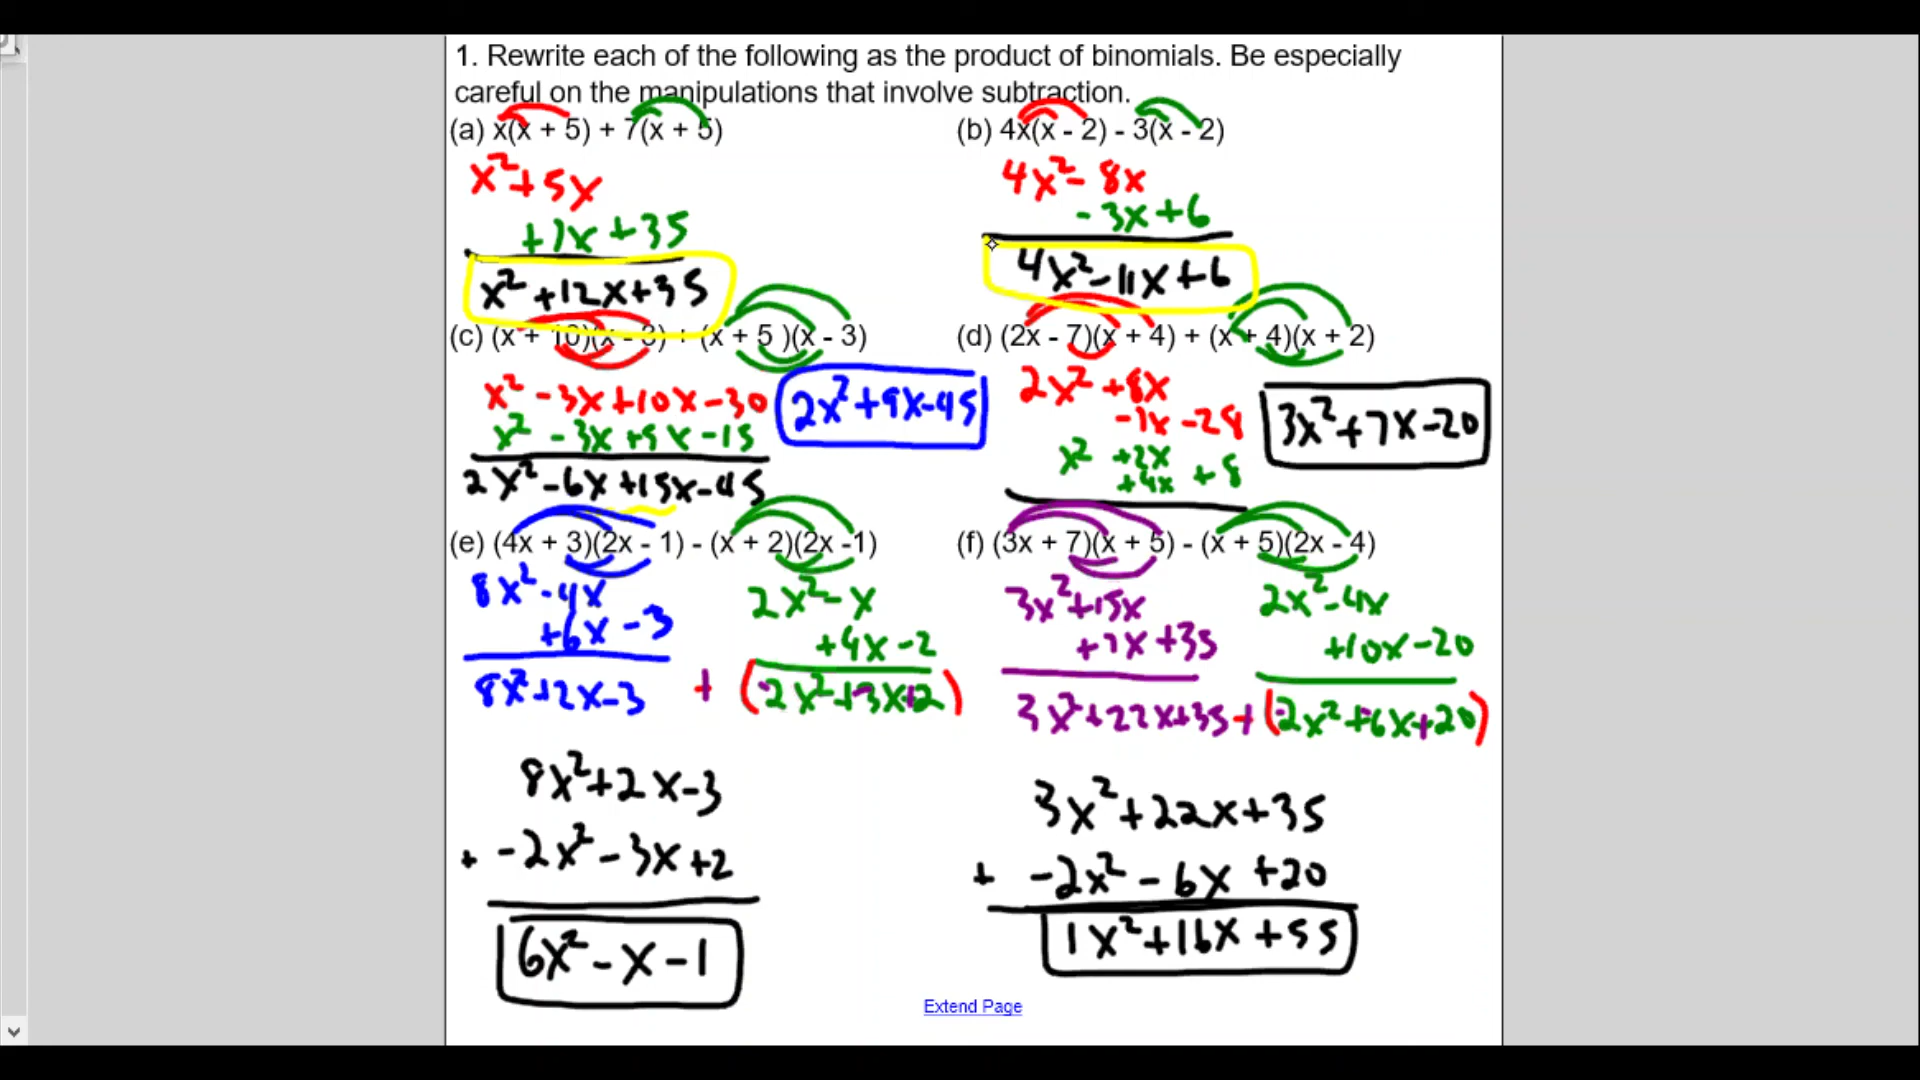 1. Rewrite each of the following as the product of binomials. Be especially
careful on the manipulations that involve subtraction.
(a) x(x + 5) + 7(x + 5)
x² + 5x
+7x + 35
x² + 12x + 35
(b) 4x(x - 2) - 3(x - 2)
4x² - 8x
- 3x + 6
4x² - 11x + 6
(c) (x + 10)(x - 3) + (x + 5 )(x - 3)
x² - 3x + 10x - 30
x² - 3x + 5x - 15
2x² - 6x + 15x - 45
2x² + 9x - 45
(d) (2x - 7)(x + 4) + (x + 4)(x + 2)
2x² + 8x
- 7x - 28
x² + 2x
+ 4x + 8
3x² + 7x - 20
(e) (4x + 3)(2x - 1) - (x + 2)(2x -1)
8x² - 4x
+6x - 3
8x² + 2x - 3
2x² - x
+4x - 2
+ (-2x² - 3x + 2)
8x² + 2x - 3
+ -2x² - 3x + 2
6x² - x - 1
(f) (3x + 7)(x + 5) - (x + 5)(2x - 4)
3x² + 15x
+ 7x + 35
3x² + 22x + 35
2x² - 4x
+10x - 20
+ (-2x² - 6x + 20)
3x² + 22x + 35
+ -2x² - 6x + 20
1x² + 16x + 55
Extend Page